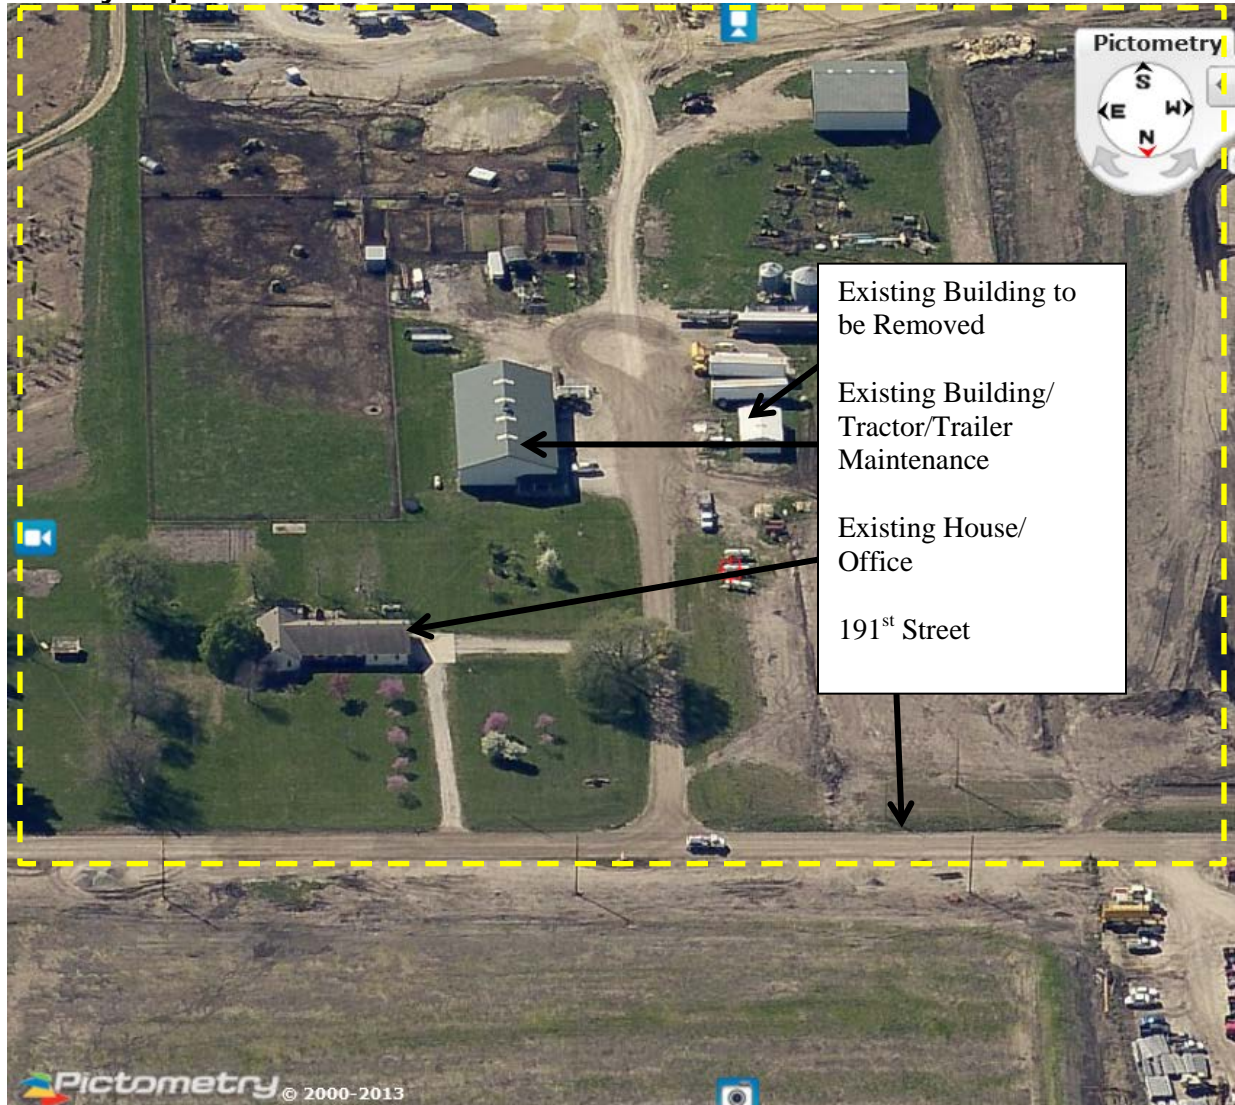 Pictometry
S
E
W
N
Existing Building to
be Removed
Existing Building/
Tractor/Trailer
Maintenance
Existing House/
Office
191st Street
Pictometry © 2000-2013